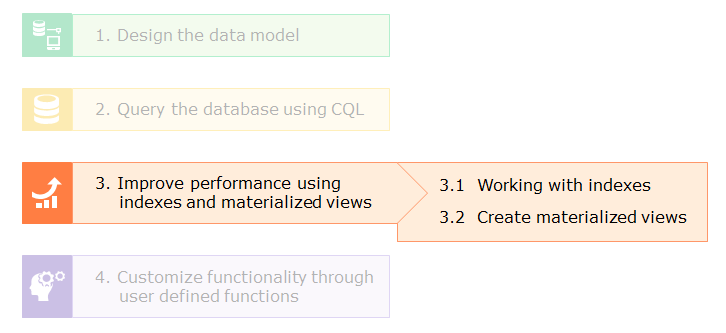 1. Design the data model
2. Query the database using CQL
3. Improve performance using
indexes and materialized views
3.1 Working with indexes
3.2 Create materialized views
4. Customize functionality through
user defined functions